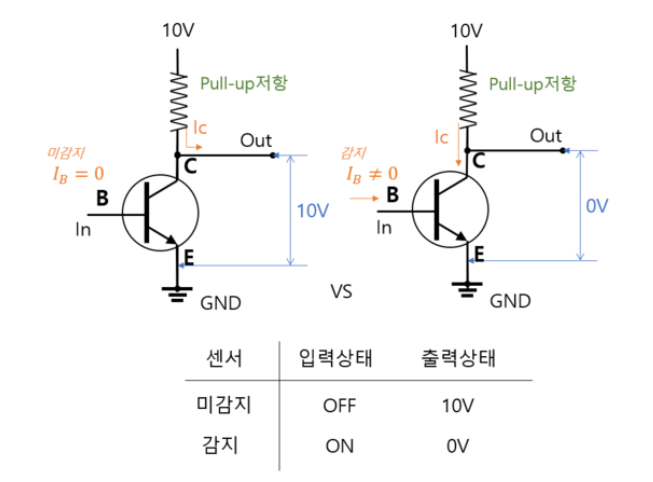 10V
Pull-up저항
Ic
Out
미감지
I_B = 0
C
B
10V
In
E
GND
VS
10V
Pull-up저항
Ic
Out
감지
I_B ≠ 0
C
B
0V
In
E
GND
센서 입력상태 출력상태
미감지 OFF 10V
감지 ON 0V